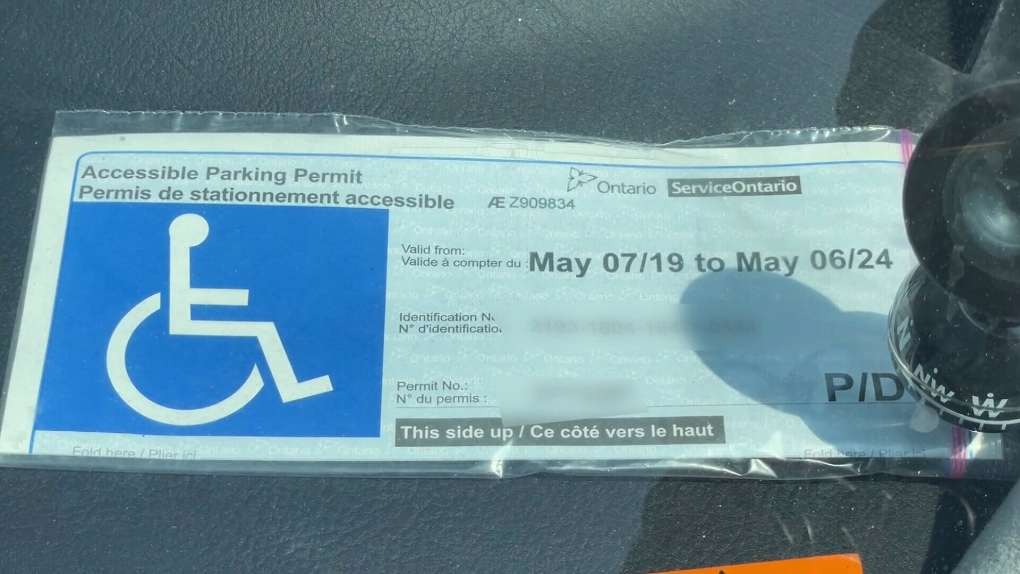 Accessible Parking Permit
Permis de stationnement accessible
Ontario ServiceOntario
Æ Z909834
Valid from:
Valide à compter du : May 07/19 to May 06/24
Identification
N° d'identification
Permit No.:
N° du permis :
P/D
This side up / Ce côté vers le haut
Fold here / Plier ici
Fold here / Plier ici
N
NW
W